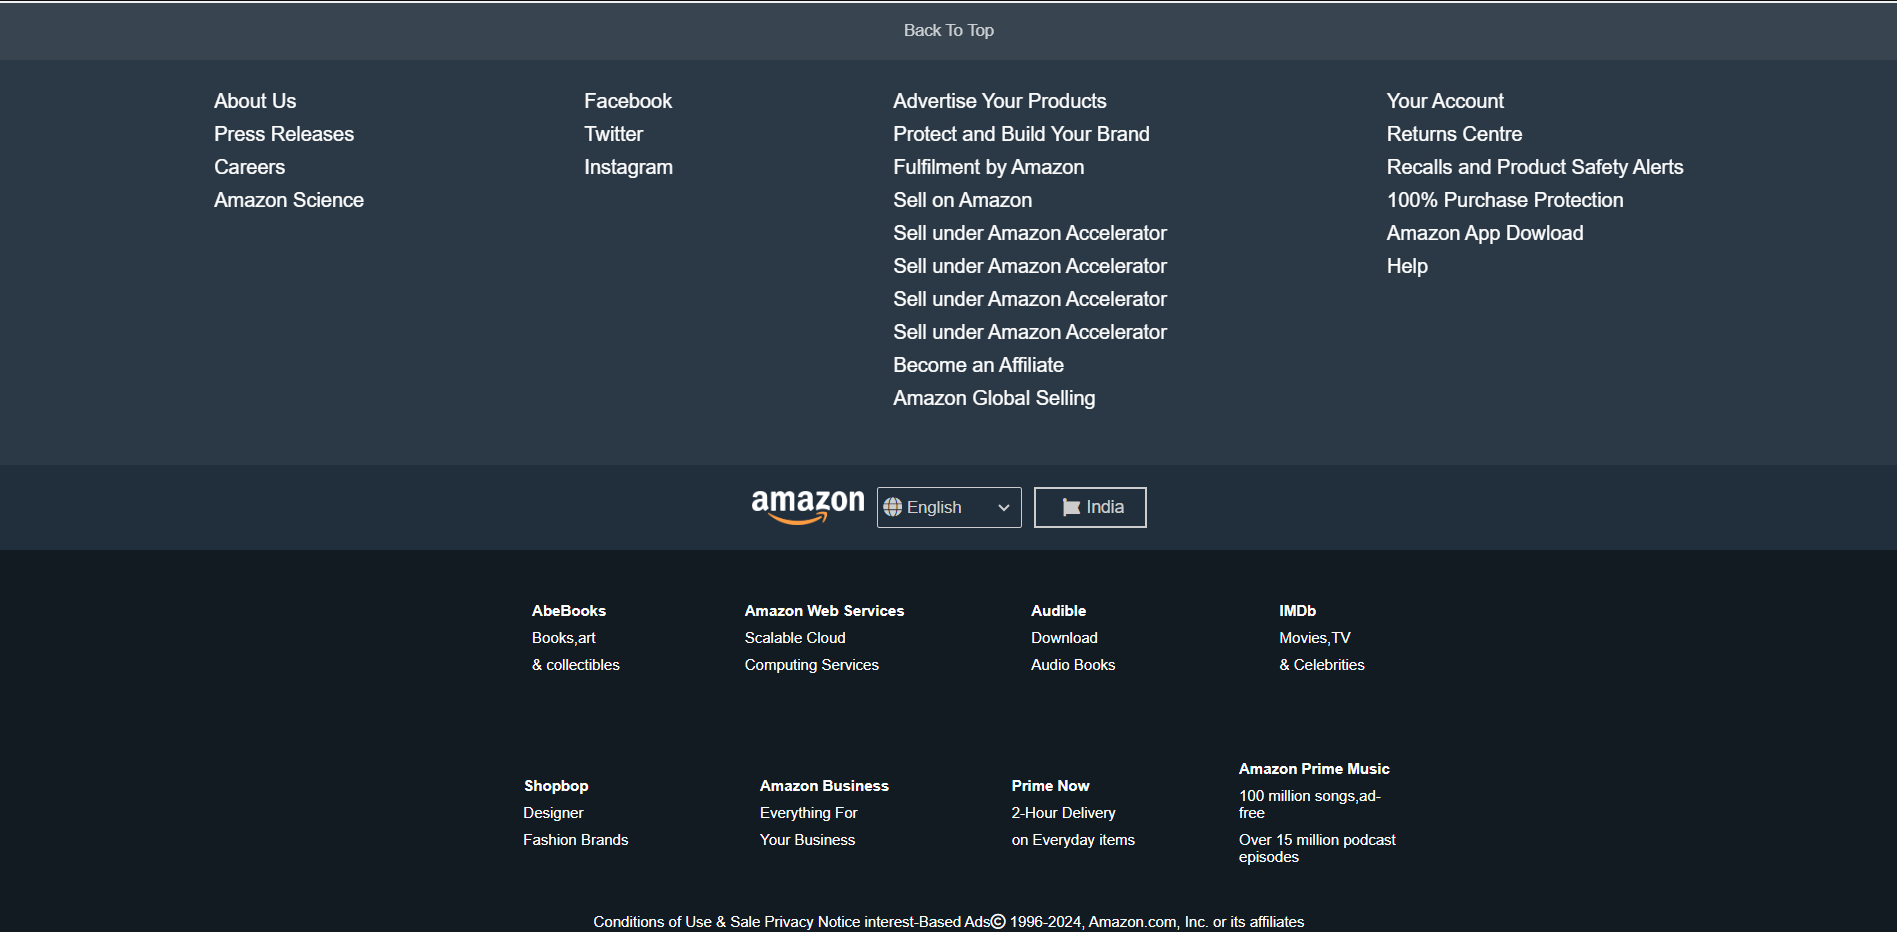 Back To Top
About Us
Press Releases
Careers
Amazon Science
Facebook
Twitter
Instagram
Advertise Your Products
Protect and Build Your Brand
Fulfilment by Amazon
Sell on Amazon
Sell under Amazon Accelerator
Sell under Amazon Accelerator
Sell under Amazon Accelerator
Sell under Amazon Accelerator
Become an Affiliate
Amazon Global Selling
Your Account
Returns Centre
Recalls and Product Safety Alerts
100% Purchase Protection
Amazon App Dowload
Help
amazon
English
India
AbeBooks
Books,art
& collectibles
Amazon Web Services
Scalable Cloud
Computing Services
Audible
Download
Audio Books
IMDb
Movies,TV
& Celebrities
Shopbop
Designer
Fashion Brands
Amazon Business
Everything For
Your Business
Prime Now
2-Hour Delivery
on Everyday items
Amazon Prime Music
100 million songs,ad-
free
Over 15 million podcast
episodes
Conditions of Use & Sale Privacy Notice interest-Based Ads© 1996-2024, Amazon.com, Inc. or its affiliates